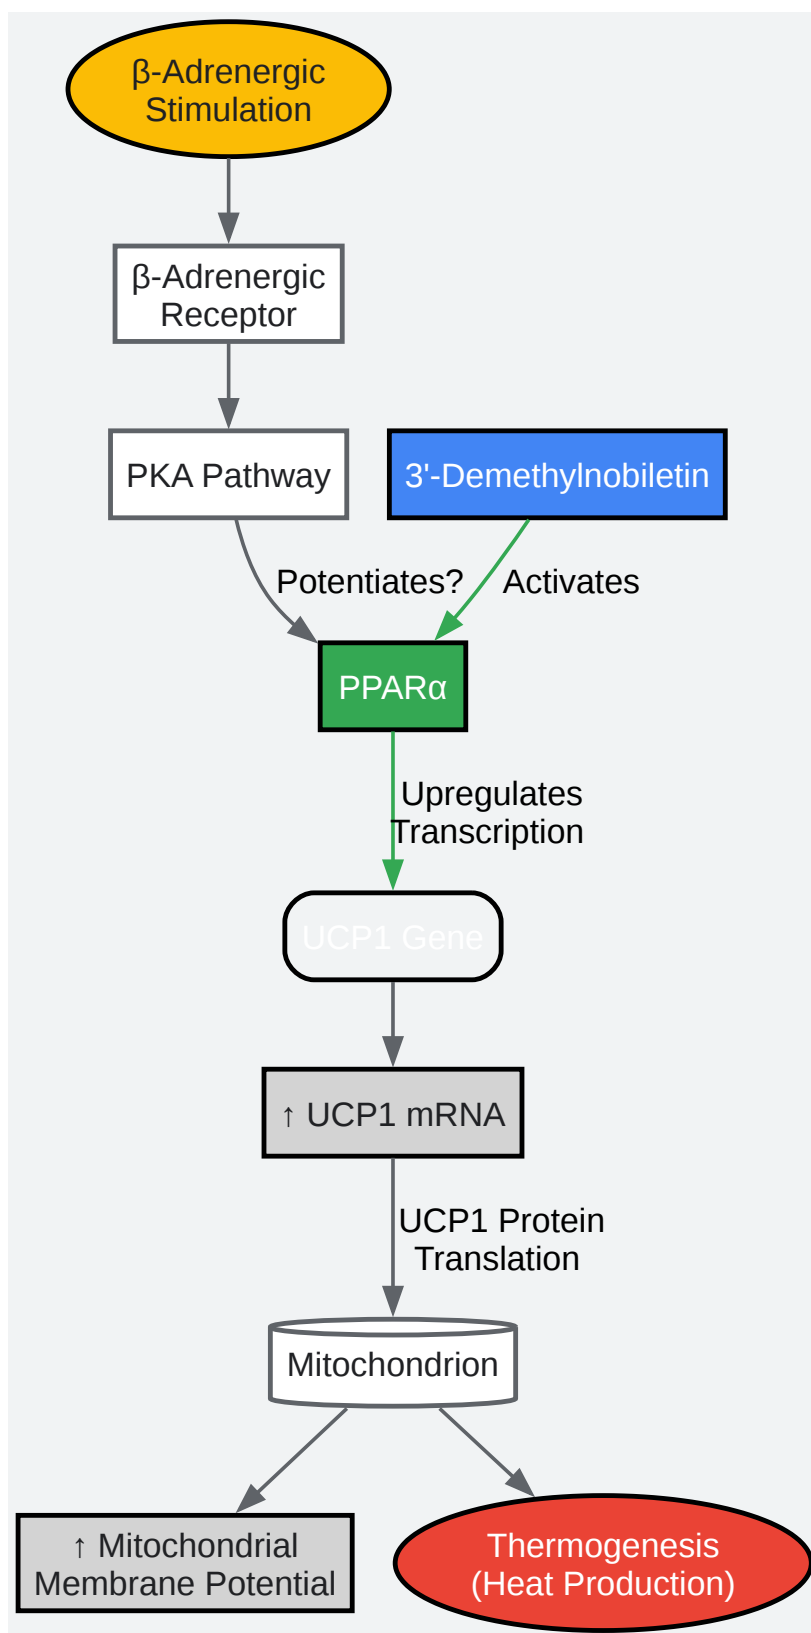 β-Adrenergic
Stimulation
β-Adrenergic
Receptor
PKA Pathway
3'-Demethylnobiletin
Potentiates?
Activates
PPARα
Upregulates
Transcription
UCP1 Gene
↑ UCP1 mRNA
UCP1 Protein
Translation
Mitochondrion
↑ Mitochondrial
Membrane Potential
Thermogenesis
(Heat Production)